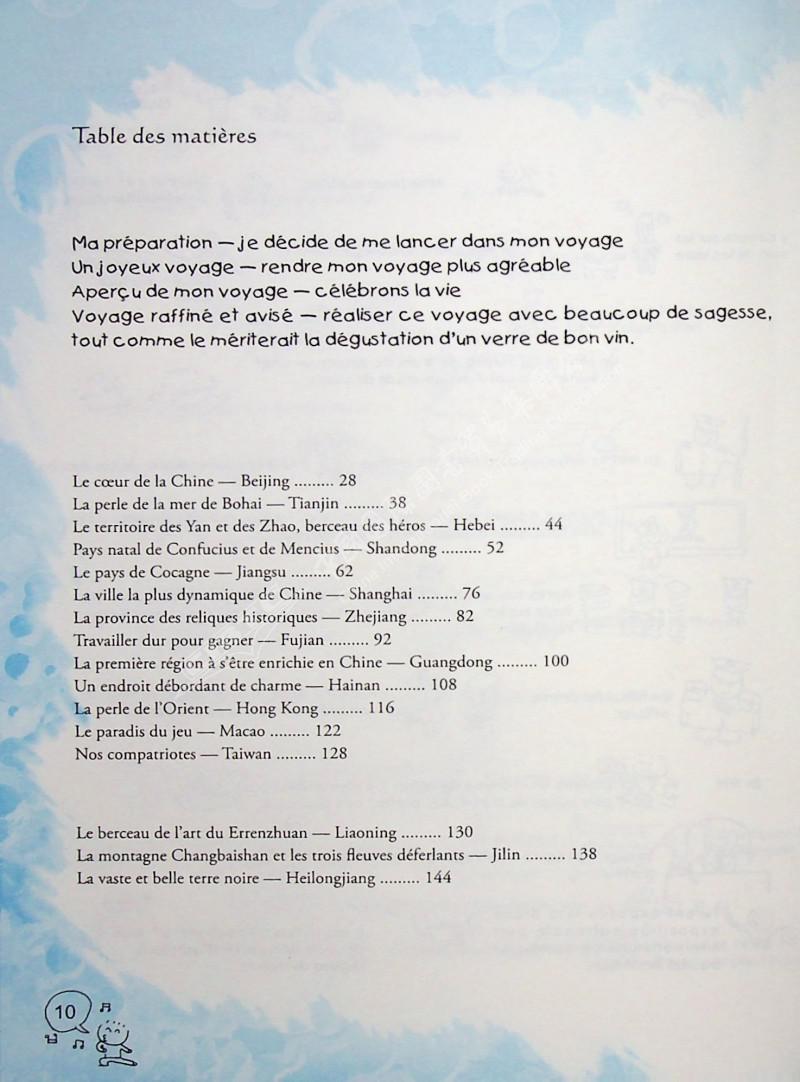 Table des matières
Ma préparation — je décide de me lancer dans mon voyage
Un joyeux voyage — rendre mon voyage plus agréable
Aperçu de mon voyage — célébrons la vie
Voyage raffiné et avisé — réaliser ce voyage avec beaucoup de sagesse,
tout comme le mériterait la dégustation d'un verre de bon vin.
Le cœur de la Chine — Beijing ......... 28
La perle de la mer de Bohai — Tianjin ......... 38
Le territoire des Yan et des Zhao, berceau des héros — Hebei ......... 44
Pays natal de Confucius et de Mencius — Shandong ......... 52
Le pays de Cocagne — Jiangsu ......... 62
La ville la plus dynamique de Chine — Shanghai ......... 76
La province des reliques historiques — Zhejiang ......... 82
Travailler dur pour gagner — Fujian ......... 92
La première région à s'être enrichie en Chine — Guangdong ......... 100
Un endroit débordant de charme — Hainan ......... 108
La perle de l'Orient — Hong Kong ......... 116
Le paradis du jeu — Macao ......... 122
Nos compatriotes — Taiwan ......... 128
Le berceau de l'art du Errenzhuan — Liaoning ......... 130
La montagne Changbaishan et les trois fleuves déferlants — Jilin ......... 138
La vaste et belle terre noire — Heilongjiang ......... 144
10